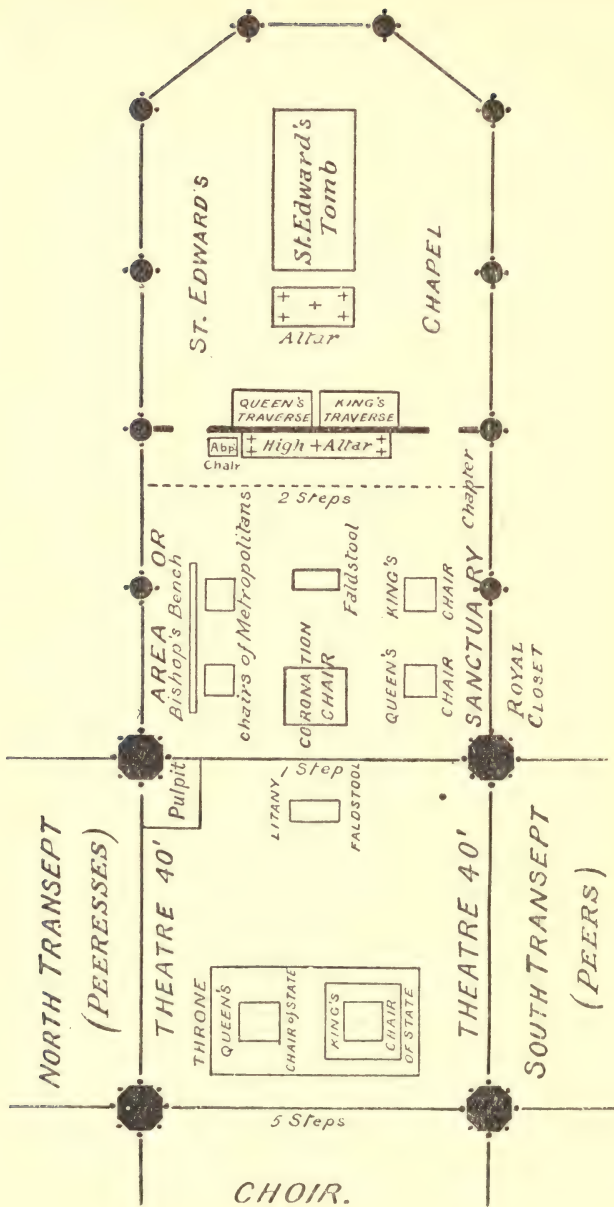 St. Edward's
Tomb
ST. EDWARD'S
CHAPEL
Altar
QUEEN'S
TRAVERSE
KING'S
TRAVERSE
Abp.
Chair
High Altar
2 Steps
Chapter
AREA OR
SANCTUARY
Bishop's Bench
Chairs of Metropolitans
Faldstool
CORONATION
CHAIR
KING'S
CHAIR
QUEEN'S
CHAIR
ROYAL
CLOSET
1 Step
Pulpit
LITANY
FALDSTOOL
NORTH TRANSEPT
(PEERESSES)
THEATRE 40'
THEATRE 40'
SOUTH TRANSEPT
(PEERS)
THRONE
QUEEN'S
CHAIR of STATE
KING'S
CHAIR
OF STATE
5 Steps
CHOIR.